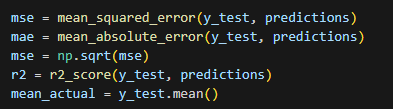 mse = mean_squared_error(y_test, predictions)
mae = mean_absolute_error(y_test, predictions)
mse = np.sqrt(mse)
r2 = r2_score(y_test, predictions)
mean_actual = y_test.mean()